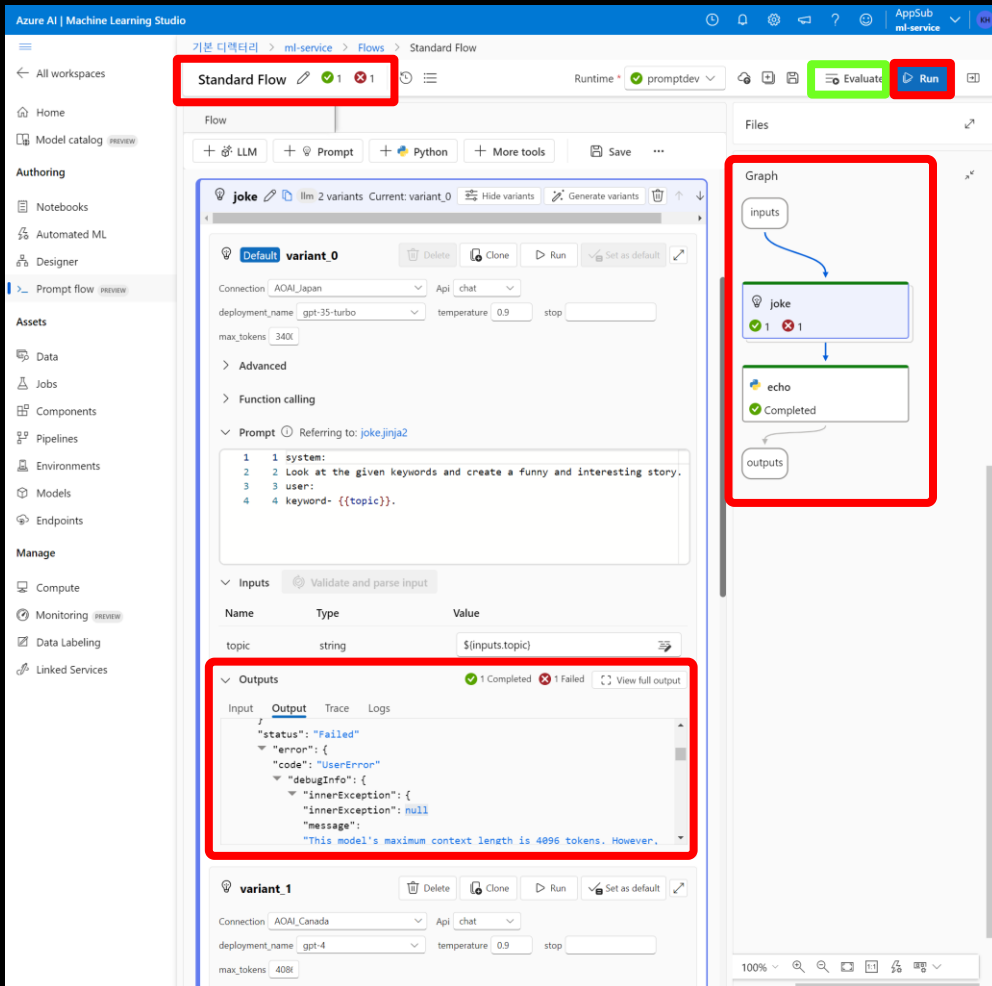 Azure AI | Machine Learning Studio
AppSub
ml-service
KH
기본 디렉터리 > ml-service > Flows > Standard Flow
All workspaces
Home
Model catalog PREVIEW
Authoring
Notebooks
Automated ML
Designer
Prompt flow PREVIEW
Assets
Data
Jobs
Components
Pipelines
Environments
Models
Endpoints
Manage
Compute
Monitoring PREVIEW
Data Labeling
Linked Services
Standard Flow 1 1
Runtime * promptdev
Evaluate
Run
Flow
+ LLM + Prompt + Python + More tools Save ...
joke llm 2 variants Current: variant_0 Hide variants Generate variants
Default variant_0 Delete Clone Run Set as default
Connection AOAI_Japan Api chat
deployment_name gpt-35-turbo temperature 0.9 stop
max_tokens 340
Advanced
Function calling
Prompt Referring to: joke.jinja2
1 1 system:
2 2 Look at the given keywords and create a funny and interesting story.
3 3 user:
4 4 keyword- {{topic}}.
Inputs Validate and parse input
Name Type Value
topic string ${inputs.topic}
Outputs 1 Completed 1 Failed View full output
Input Output Trace Logs
}
"status": "Failed"
"error": {
"code": "UserError"
"debugInfo": {
"innerException": {
"innerException": null
"message":
"This model's maximum context length is 4096 tokens. However,
variant_1 Delete Clone Run Set as default
Connection AOAI_Canada Api chat
deployment_name gpt-4 temperature 0.9 stop
max_tokens 408
Files
Graph
inputs
joke
1 1
echo
Completed
outputs
100% 1:1